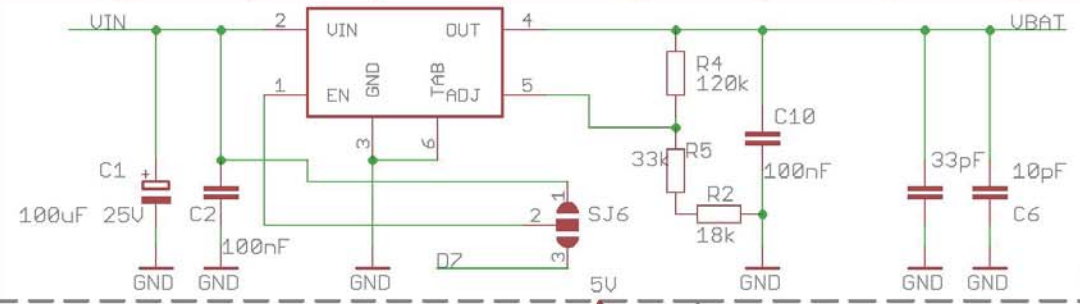 VIN
2
VIN
OUT
4
VBAT
1
EN
GND
TAB
ADJ
5
3
6
R4
120k
C10
100nF
33k
R5
R2
18k
C1
+
100uF 25V
C2
100nF
1
2
3
SJ6
D7
33pF
10pF
C6
GND
GND
GND
GND
GND
GND
5V